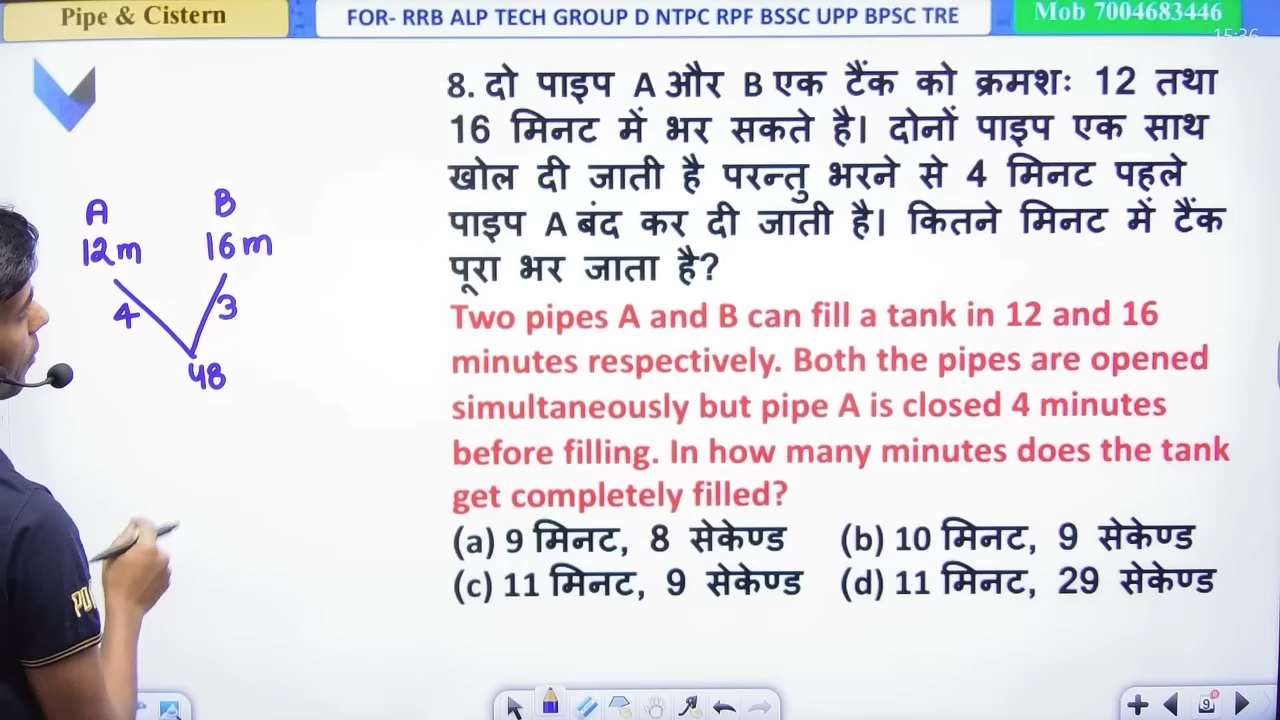 Pipe & Cistern
FOR- RRB ALP TECH GROUP D NTPC RPF BSSC UPP BPSC TRE
Mob 7004683446
15:36
8. दो पाइप A और B एक टैंक को क्रमशः 12 तथा
16 मिनट में भर सकते है। दोनों पाइप एक साथ
खोल दी जाती है परन्तु भरने से 4 मिनट पहले
पाइप A बंद कर दी जाती है। कितने मिनट में टैंक
पूरा भर जाता है?
Two pipes A and B can fill a tank in 12 and 16
minutes respectively. Both the pipes are opened
simultaneously but pipe A is closed 4 minutes
before filling. In how many minutes does the tank
get completely filled?
(a) 9 मिनट, 8 सेकेण्ड (b) 10 मिनट, 9 सेकेण्ड
(c) 11 मिनट, 9 सेकेण्ड (d) 11 मिनट, 29 सेकेण्ड
A B
12m 16m
4 3
48
9